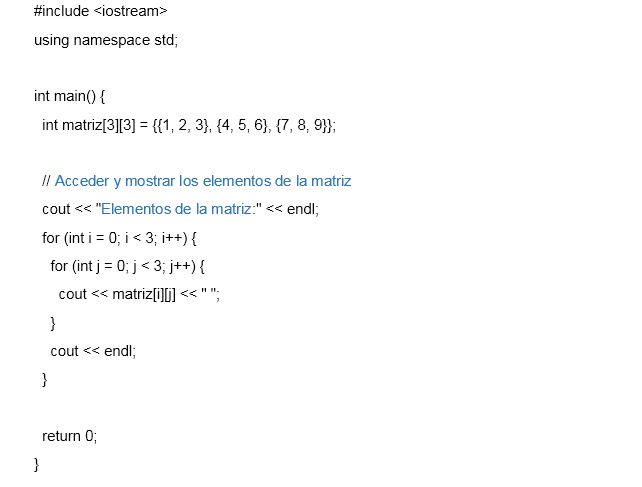 #include <iostream>
using namespace std;
int main() {
int matriz[3][3] = {{1, 2, 3}, {4, 5, 6}, {7, 8, 9}};
// Acceder y mostrar los elementos de la matriz
cout << "Elementos de la matriz:" << endl;
for (int i = 0; i < 3; i++) {
for (int j = 0; j < 3; j++) {
cout << matriz[i][j] << " ";
}
cout << endl;
}
return 0;
}